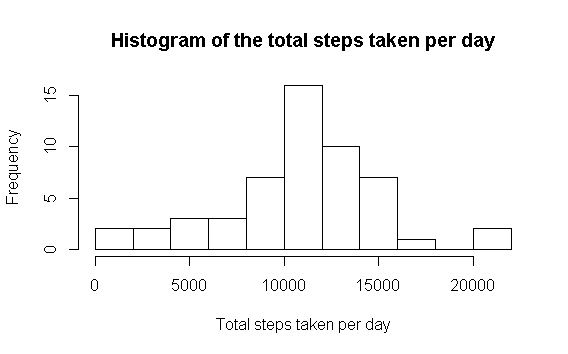 Histogram of the total steps taken per day
Frequency
15
10
5
0
0 5000 10000 15000 20000
Total steps taken per day